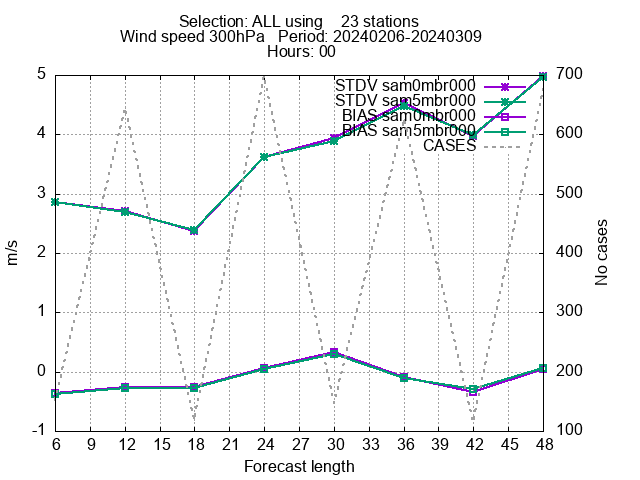 Selection: ALL using    23 stations
Wind speed 300hPa   Period: 20240206-20240309
Hours: 00
STDV sam0mbr000
STDV sam5mbr000
BIAS sam0mbr000
BIAS sam5mbr000
CASES
5
4
3
2
1
0
-1
m/s
700
600
500
400
300
200
100
No cases
6 9 12 15 18 21 24 27 30 33 36 39 42 45 48
Forecast length